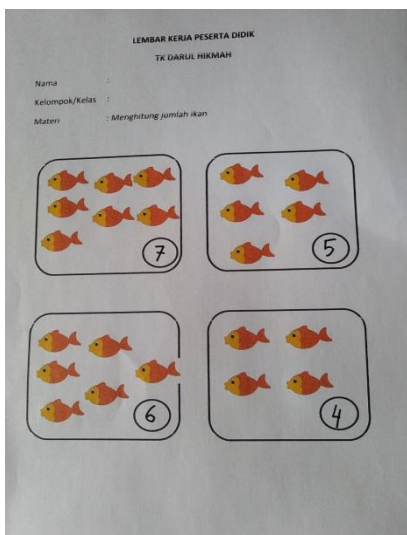 LEMBAR KERJA PESERTA DIDIK
TK DARUL HIKMAH
Nama :
Kelompok/Kelas :
Materi : Menghitung jumlah ikan
7
5
6
4